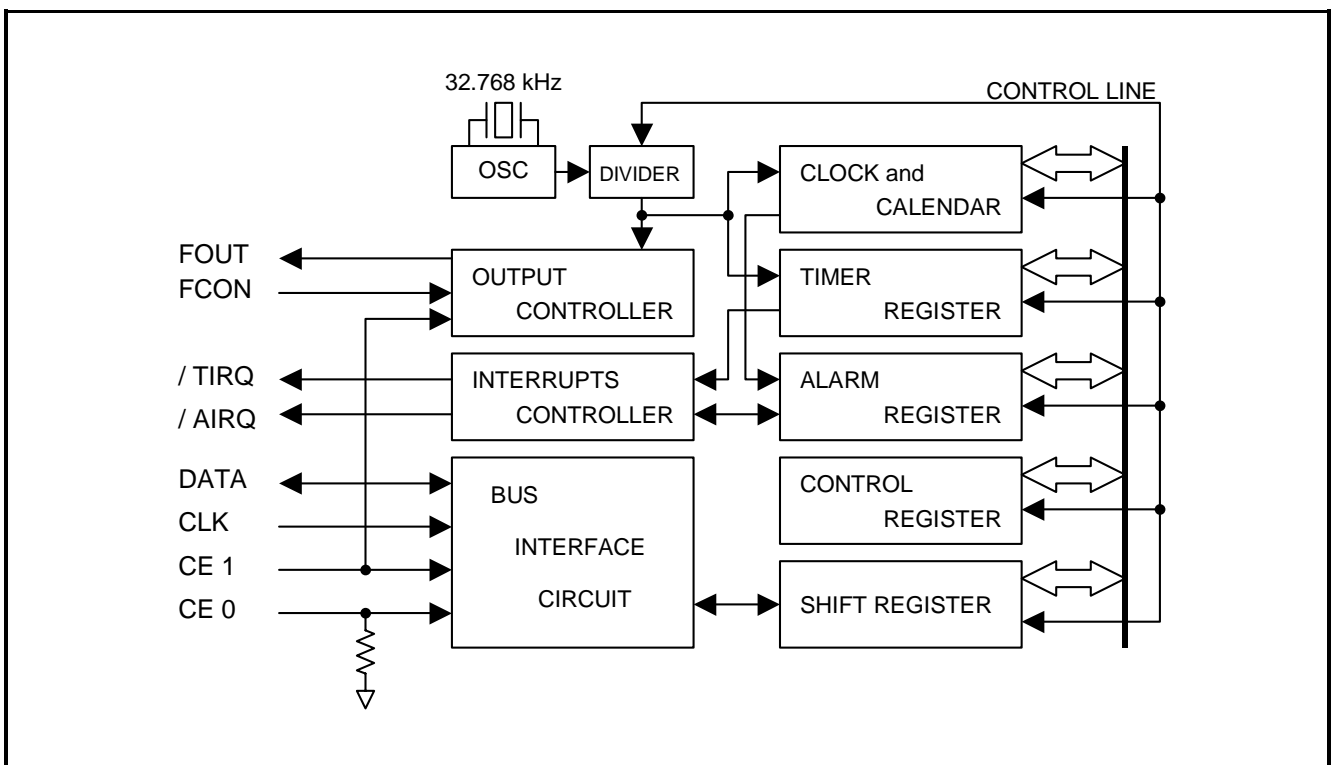 32.768 kHz
CONTROL LINE
OSC
DIVIDER
CLOCK and
CALENDAR
FOUT
FCON
OUTPUT
CONTROLLER
TIMER
REGISTER
/ TIRQ
/ AIRQ
INTERRUPTS
CONTROLLER
ALARM
REGISTER
DATA
CLK
CE 1
CE 0
BUS
INTERFACE
CIRCUIT
CONTROL
REGISTER
SHIFT REGISTER